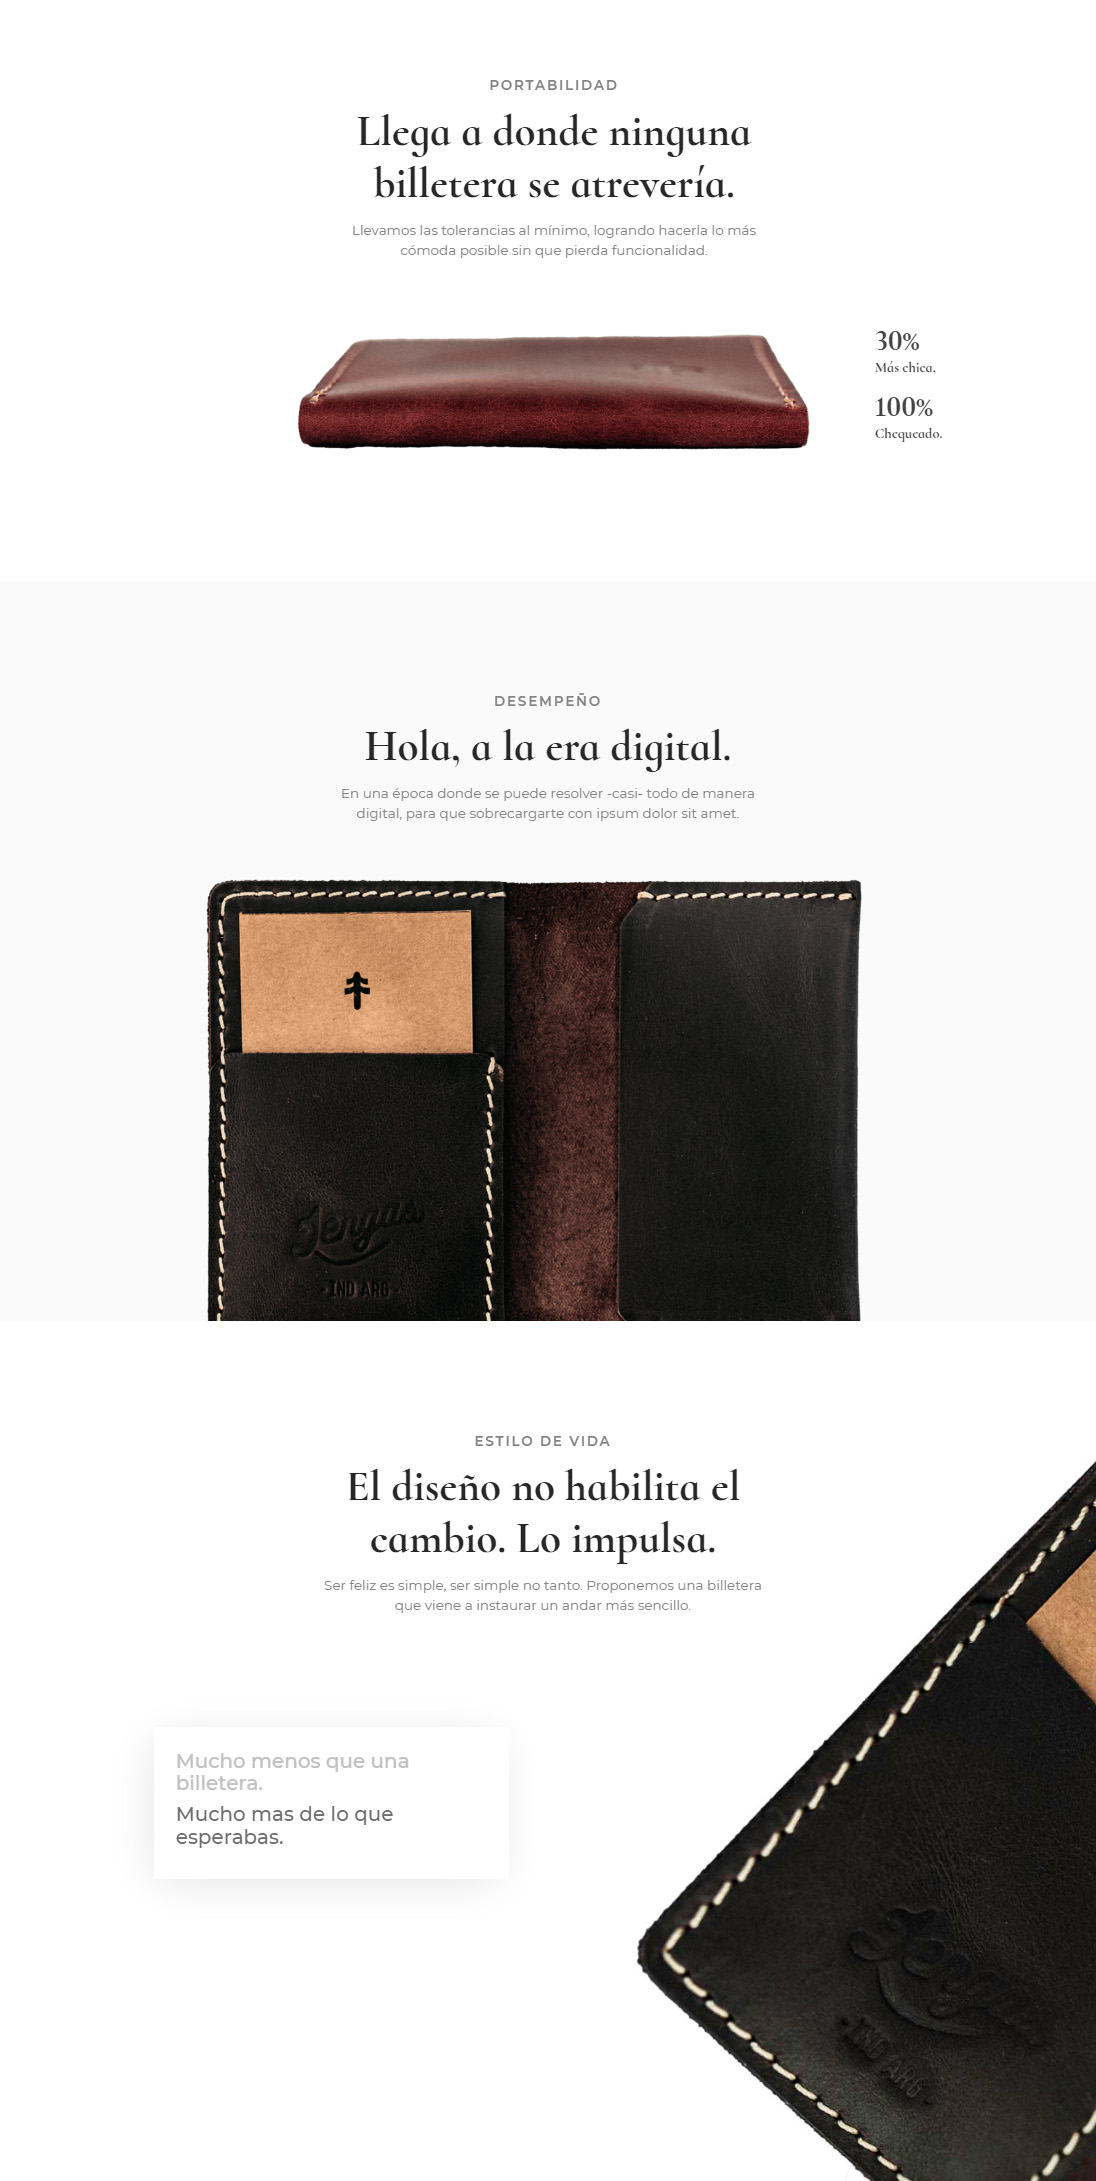 PORTABILIDAD
Llega a donde ninguna
billetera se atrevería.
Llevamos las tolerancias al mínimo, logrando hacerla lo más
cómoda posible sin que pierda funcionalidad.
30%
Más chica,
100%
Chequeado.
DESEMPEÑO
Hola, a la era digital.
En una época donde se puede resolver -casi- todo de manera
digital, para que sobrecargarte con ipsum dolor sit amet.
Jengas
-IND ARG-
ESTILO DE VIDA
El diseño no habilita el
cambio. Lo impulsa.
Ser feliz es simple, ser simple no tanto. Proponemos una billetera
que viene a instaurar un andar más sencillo.
Mucho menos que una
billetera.
Mucho mas de lo que
esperabas.
Jengas
-IND ARG-